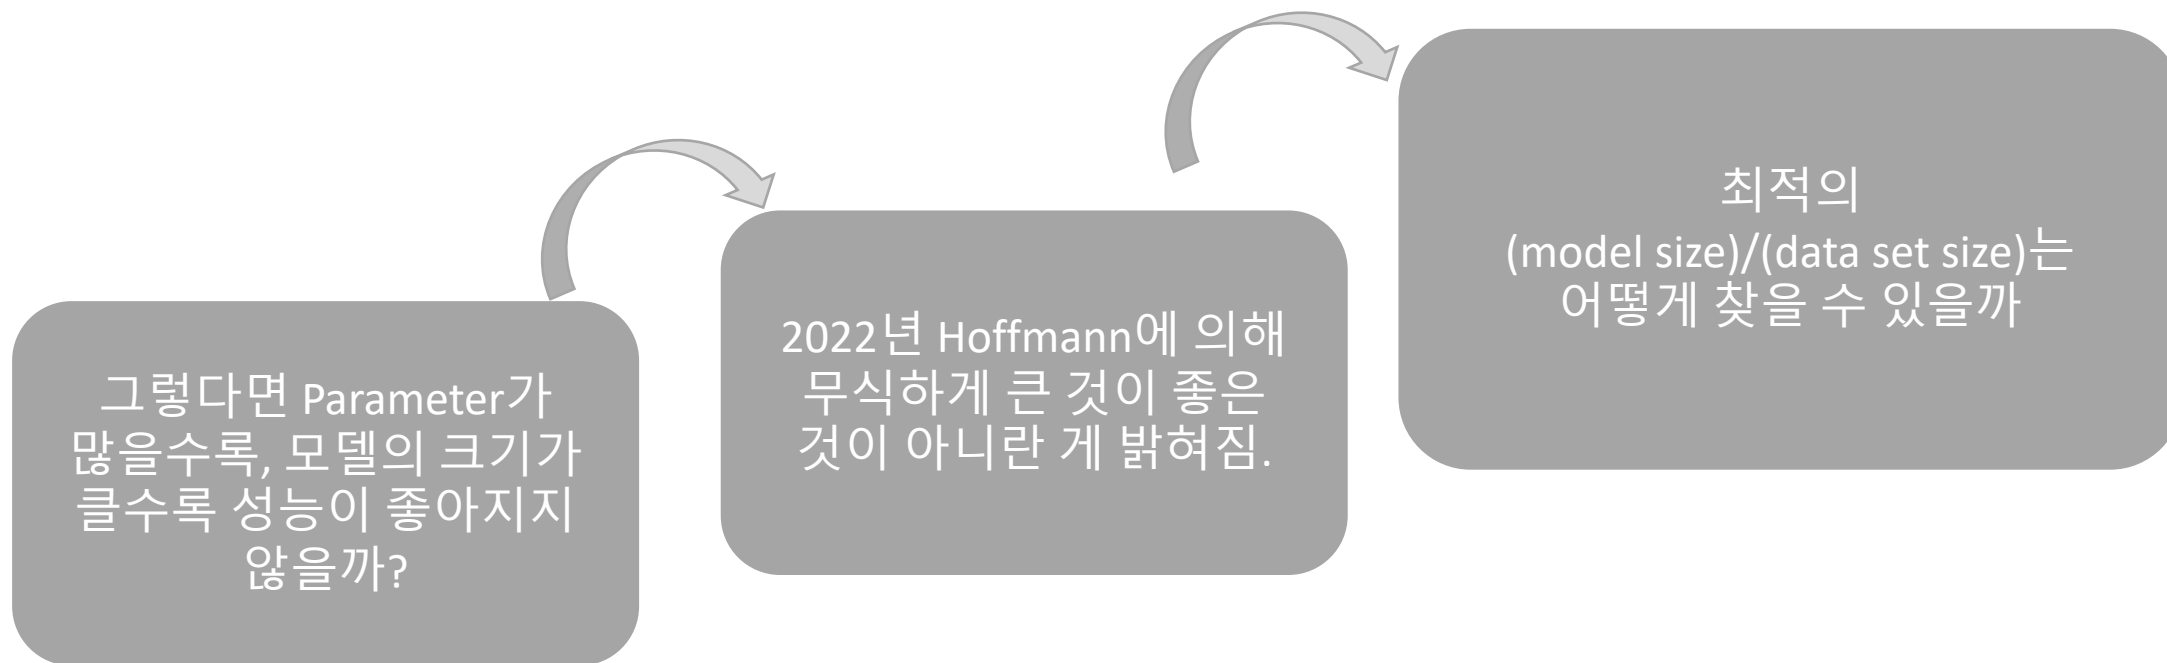 그렇다면 Parameter가
많을수록, 모델의 크기가
클수록 성능이 좋아지지
않을까?
2022년 Hoffmann에 의해
무식하게 큰 것이 좋은
것이 아니란 게 밝혀짐.
최적의
(model size)/(data set size)는
어떻게 찾을 수 있을까